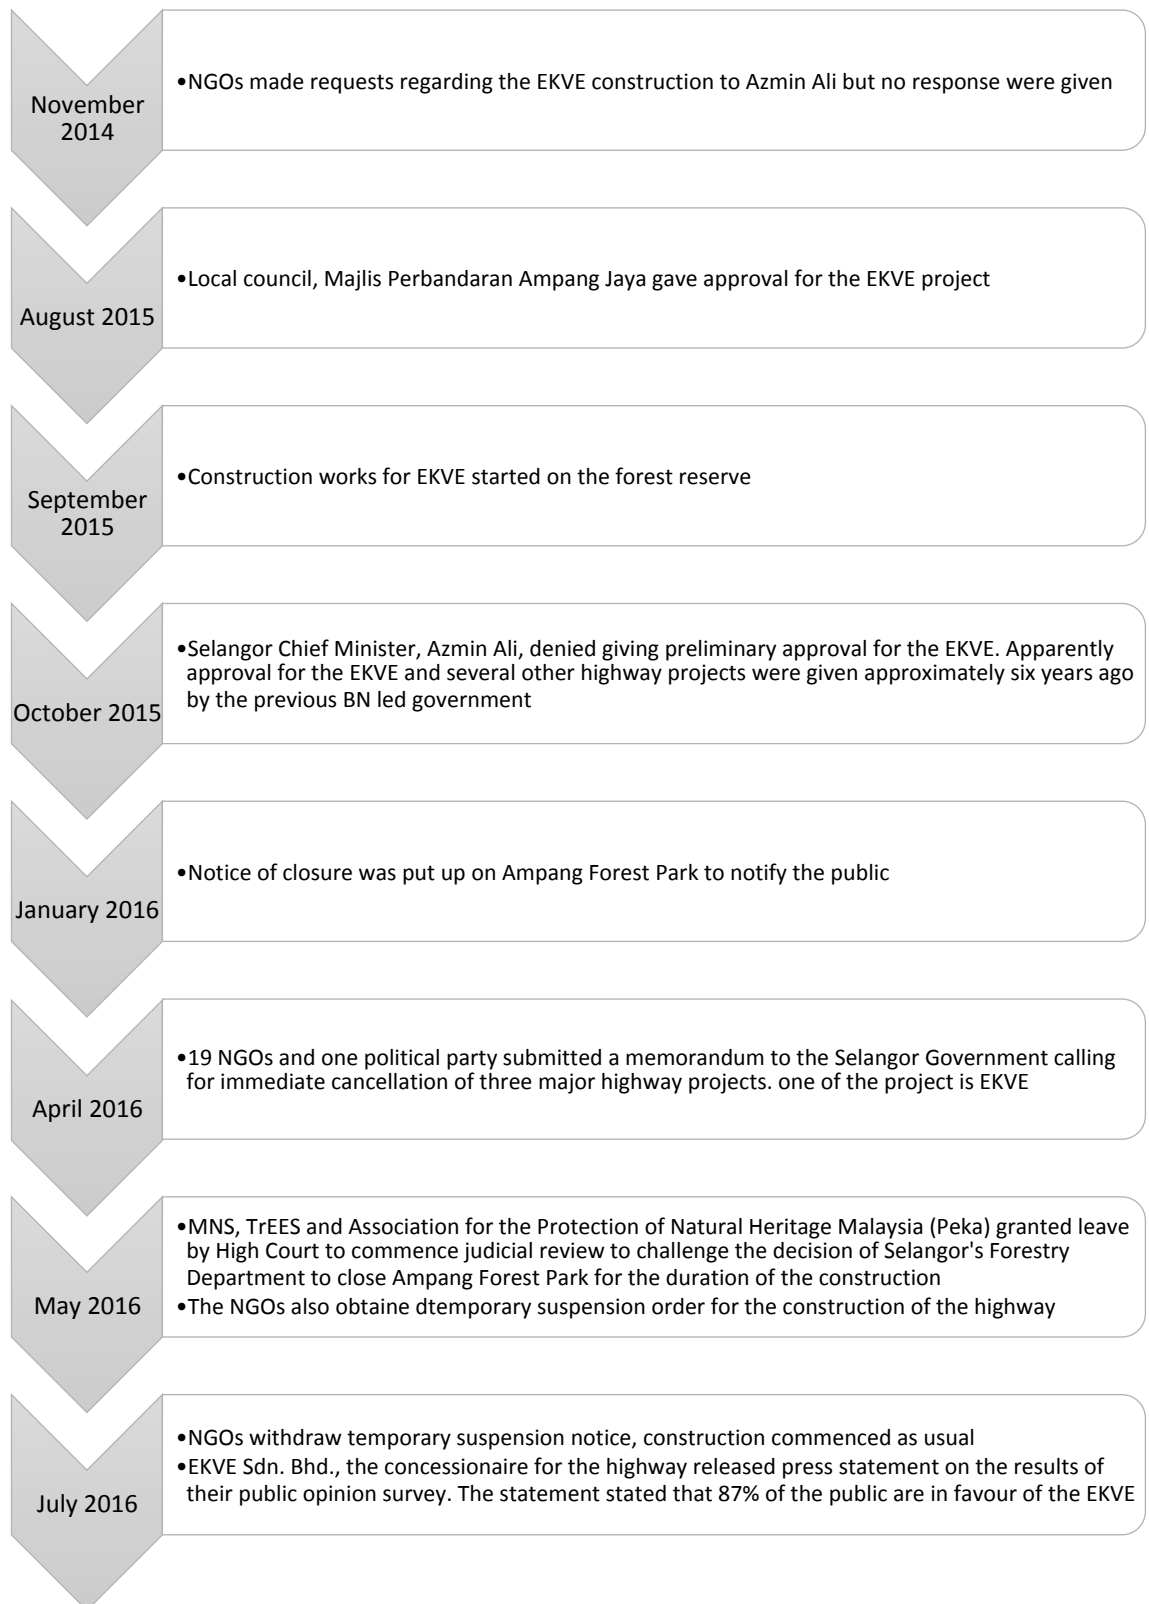 November
2014
•NGOs made requests regarding the EKVE construction to Azmin Ali but no response were given
August 2015
•Local council, Majlis Perbandaran Ampang Jaya gave approval for the EKVE project
September
2015
•Construction works for EKVE started on the forest reserve
October 2015
•Selangor Chief Minister, Azmin Ali, denied giving preliminary approval for the EKVE. Apparently
approval for the EKVE and several other highway projects were given approximately six years ago
by the previous BN led government
January 2016
•Notice of closure was put up on Ampang Forest Park to notify the public
April 2016
•19 NGOs and one political party submitted a memorandum to the Selangor Government calling
for immediate cancellation of three major highway projects. one of the project is EKVE
May 2016
•MNS, TrEES and Association for the Protection of Natural Heritage Malaysia (Peka) granted leave
by High Court to commence judicial review to challenge the decision of Selangor's Forestry
Department to close Ampang Forest Park for the duration of the construction
•The NGOs also obtaine dtemporary suspension order for the construction of the highway
July 2016
•NGOs withdraw temporary suspension notice, construction commenced as usual
•EKVE Sdn. Bhd., the concessionaire for the highway released press statement on the results of
their public opinion survey. The statement stated that 87% of the public are in favour of the EKVE